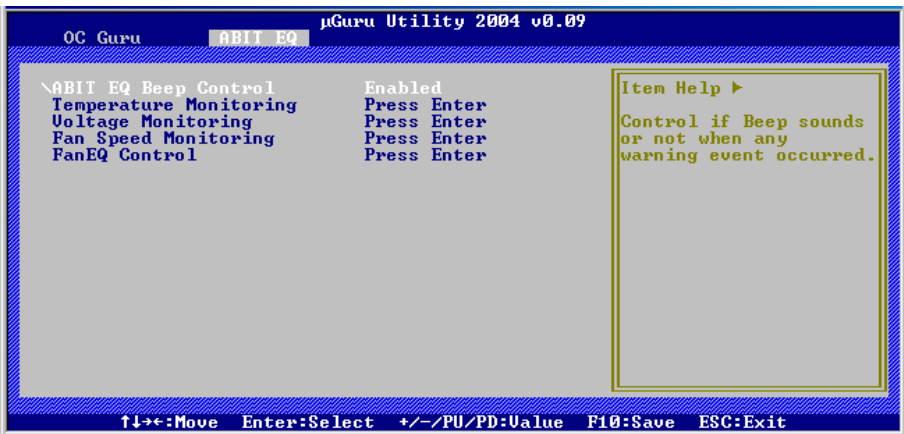 µGuru Utility 2004 v0.09
OC Guru ABIT EQ
\ABIT EQ Beep Control Enabled
Temperature Monitoring Press Enter
Voltage Monitoring Press Enter
Fan Speed Monitoring Press Enter
FanEQ Control Press Enter
Item Help ►
Control if Beep sounds
or not when any
warning event occurred.
↑↓→←:Move Enter:Select +/-/PU/PD:Value F10:Save ESC:Exit